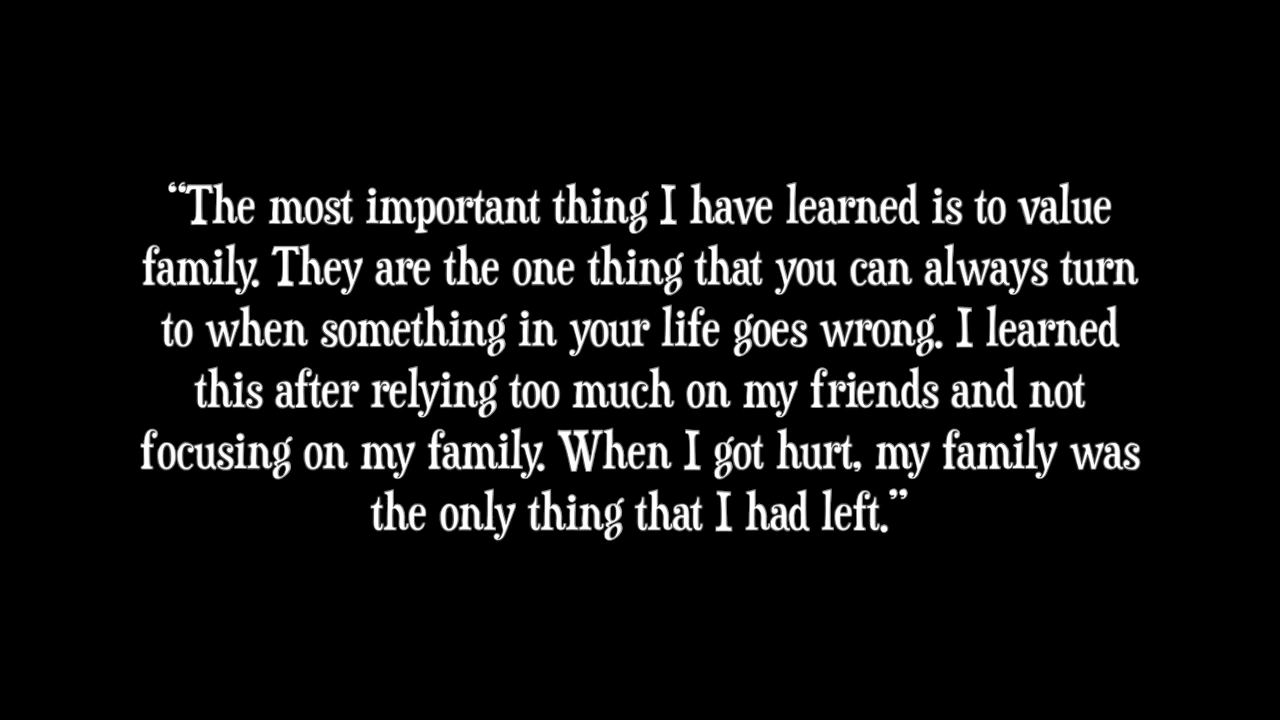 “The most important thing I have learned is to value
family. They are the one thing that you can always turn
to when something in your life goes wrong. I learned
this after relying too much on my friends and not
focusing on my family. When I got hurt, my family was
the only thing that I had left.”